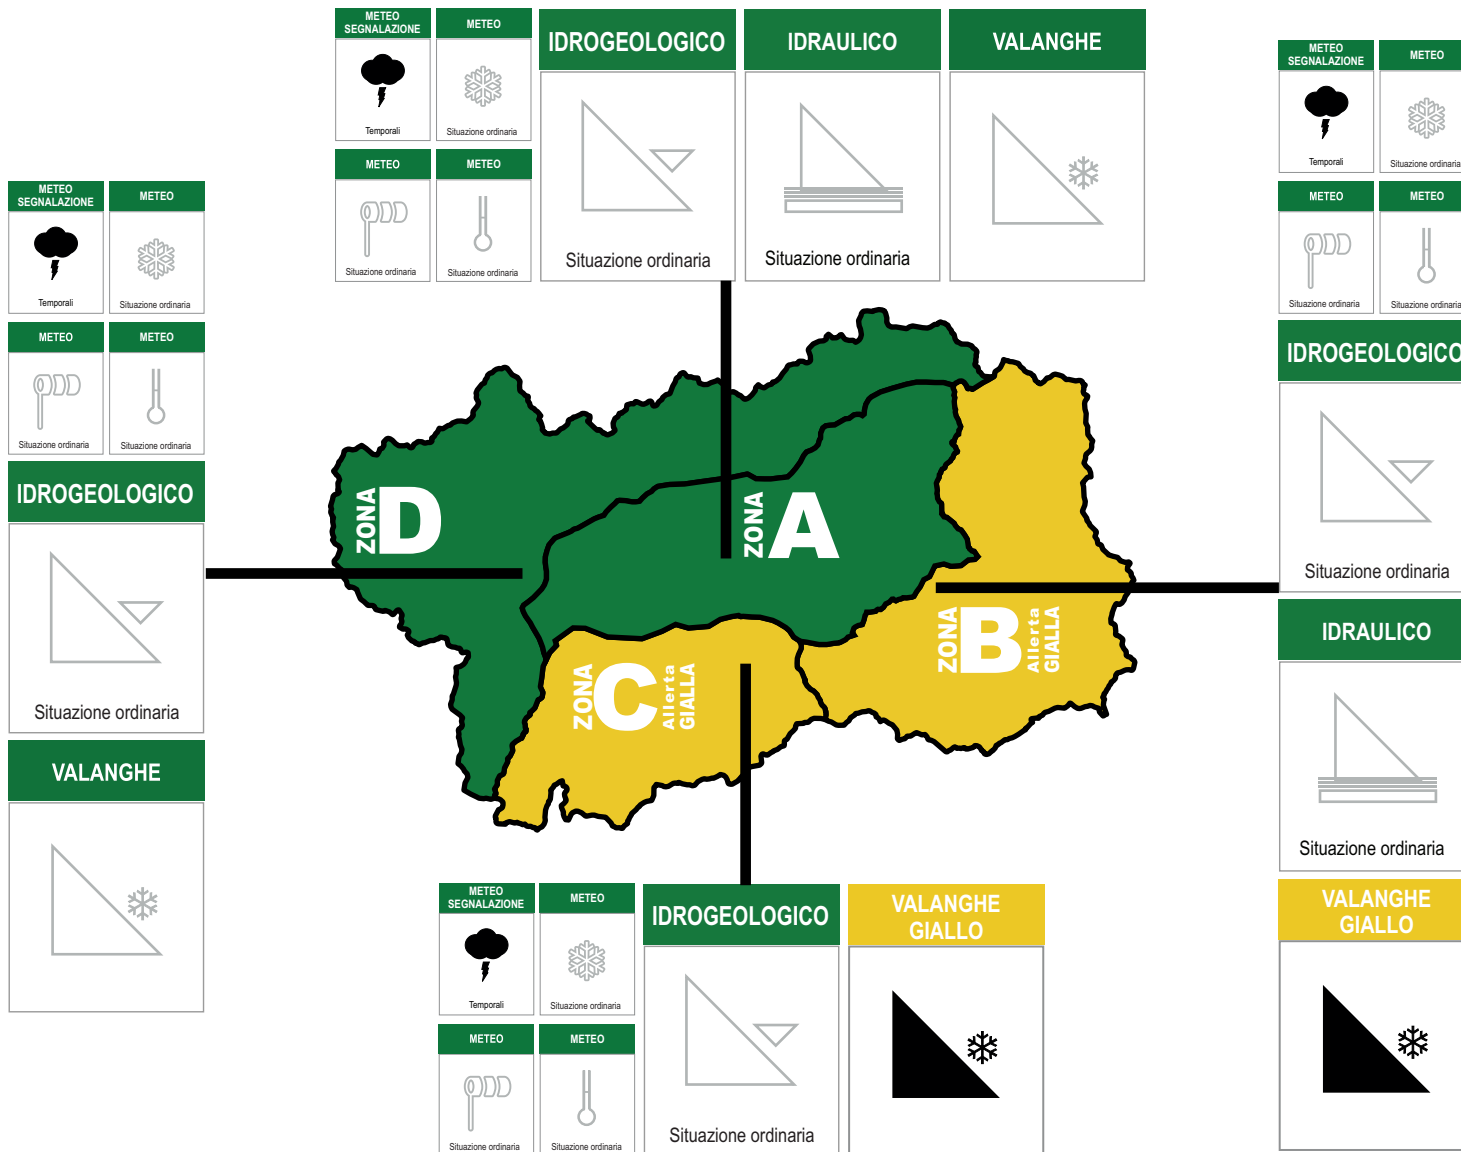 METEO
SEGNALAZIONE
METEO
Temporali
Situazione ordinaria
METEO
METEO
Situazione ordinaria
Situazione ordinaria
IDROGEOLOGICO
Situazione ordinaria
IDRAULICO
Situazione ordinaria
VALANGHE
METEO
SEGNALAZIONE
METEO
Temporali
Situazione ordinaria
METEO
METEO
Situazione ordinaria
Situazione ordinaria
IDROGEOLOGICO
Situazione ordinaria
VALANGHE
METEO
SEGNALAZIONE
METEO
Temporali
Situazione ordinaria
METEO
METEO
Situazione ordinaria
Situazione ordinaria
IDROGEOLOGICO
Situazione ordinaria
IDRAULICO
Situazione ordinaria
VALANGHE
GIALLO
ZONA D
ZONA A
ZONA B
Allerta
GIALLA
ZONA C
Allerta
GIALLA
METEO
SEGNALAZIONE
METEO
Temporali
Situazione ordinaria
METEO
METEO
Situazione ordinaria
Situazione ordinaria
IDROGEOLOGICO
Situazione ordinaria
VALANGHE
GIALLO